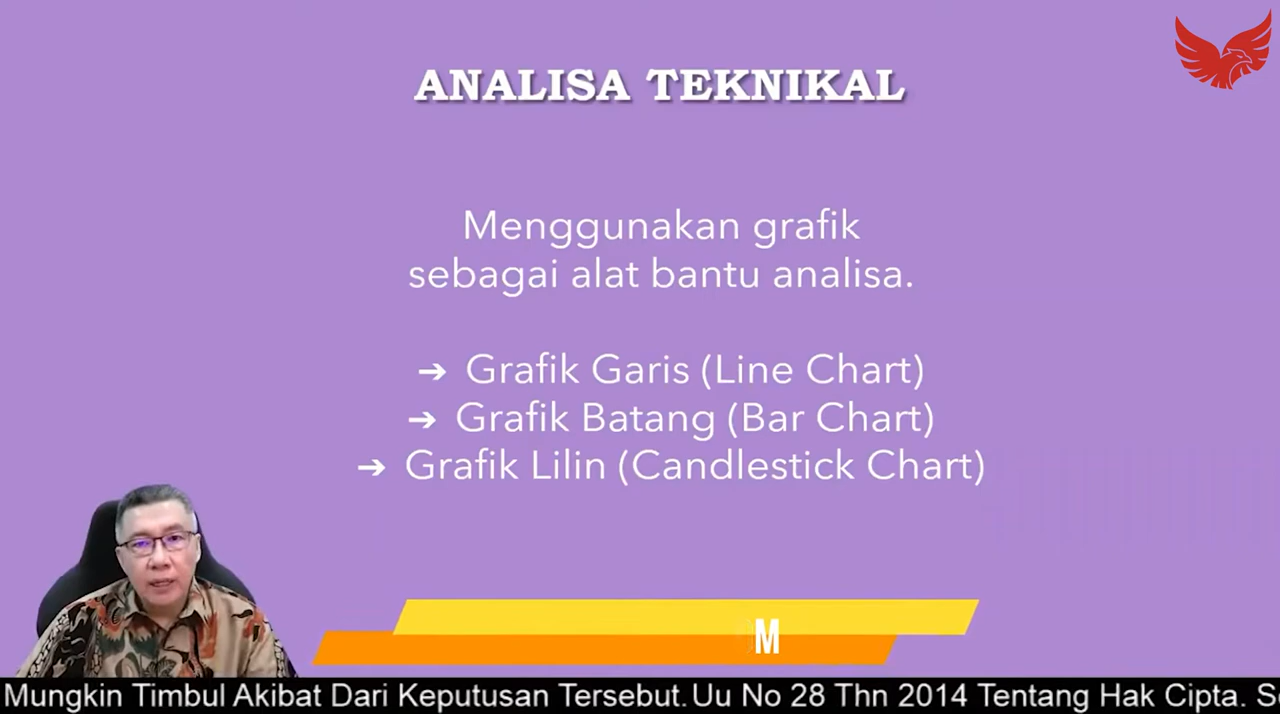 ANALISA TEKNIKAL
Menggunakan grafik
sebagai alat bantu analisa.
➔ Grafik Garis (Line Chart)
➔ Grafik Batang (Bar Chart)
➔ Grafik Lilin (Candlestick Chart)
M
Mungkin Timbul Akibat Dari Keputusan Tersebut.Uu No 28 Thn 2014 Tentang Hak Cipta.